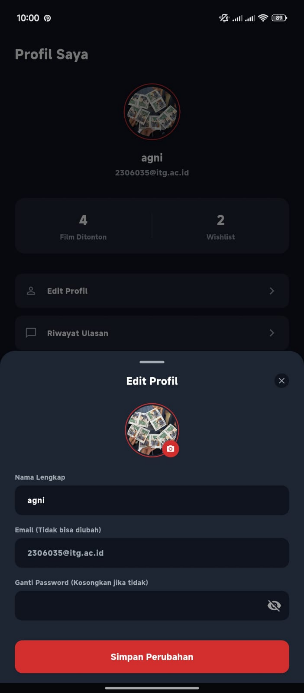 10:00
Profil Saya
agni
2306035@itg.ac.id
4
Film Ditonton
2
Wishlist
Edit Profil
Riwayat Ulasan
Edit Profil
Nama Lengkap
agni
Email (Tidak bisa diubah)
2306035@itg.ac.id
Ganti Password (Kosongkan jika tidak)
Simpan Perubahan